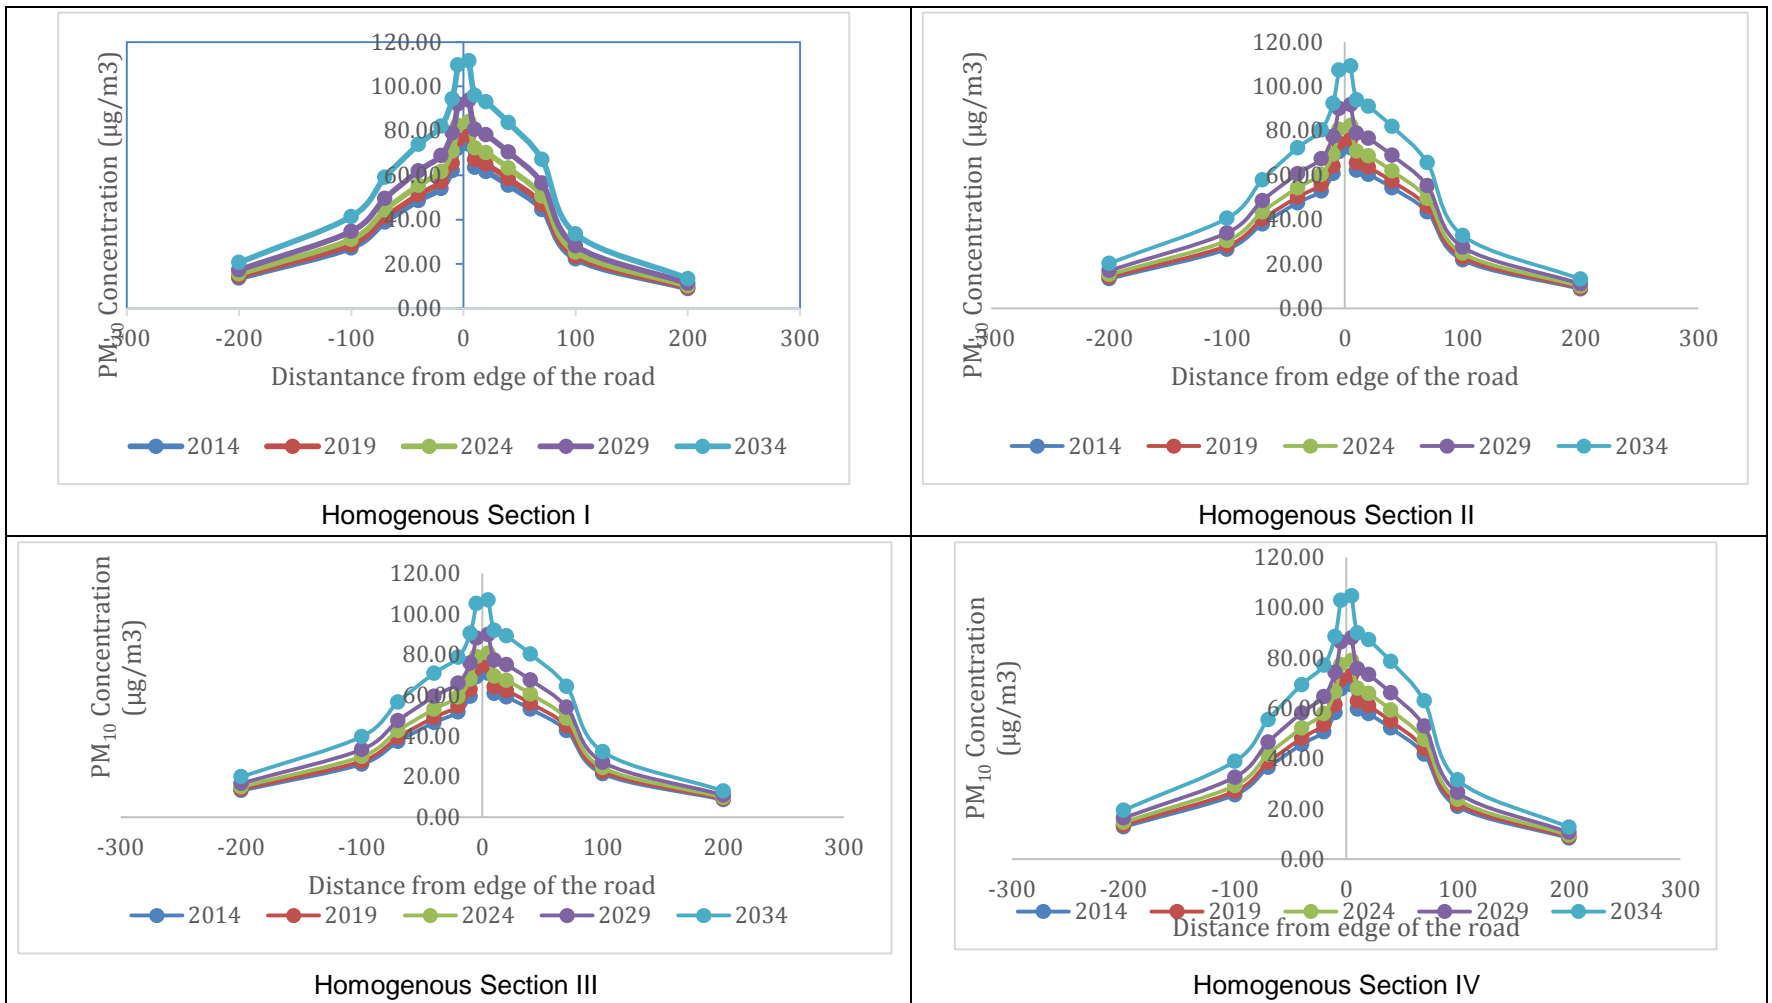 PM10 Concentration (µg/m3)
120.00
100.00
80.00
60.00
40.00
20.00
0.00
-300 -200 -100 0 100 200 300
Distantance from edge of the road
2014 2019 2024 2029 2034
Homogenous Section I
PM10 Concentration (µg/m3)
120.00
100.00
80.00
60.00
40.00
20.00
0.00
-300 -200 -100 0 100 200 300
Distance from edge of the road
2014 2019 2024 2029 2034
Homogenous Section II
PM10 Concentration
(µg/m3)
120.00
100.00
80.00
60.00
40.00
20.00
0.00
-300 -200 -100 0 100 200 300
Distance from edge of the road
2014 2019 2024 2029 2034
Homogenous Section III
PM10 Concentration
(µg/m3)
120.00
100.00
80.00
60.00
40.00
20.00
0.00
-300 -200 -100 0 100 200 300
2014 2019 2024 2029 2034
Distance from edge of the road
Homogenous Section IV